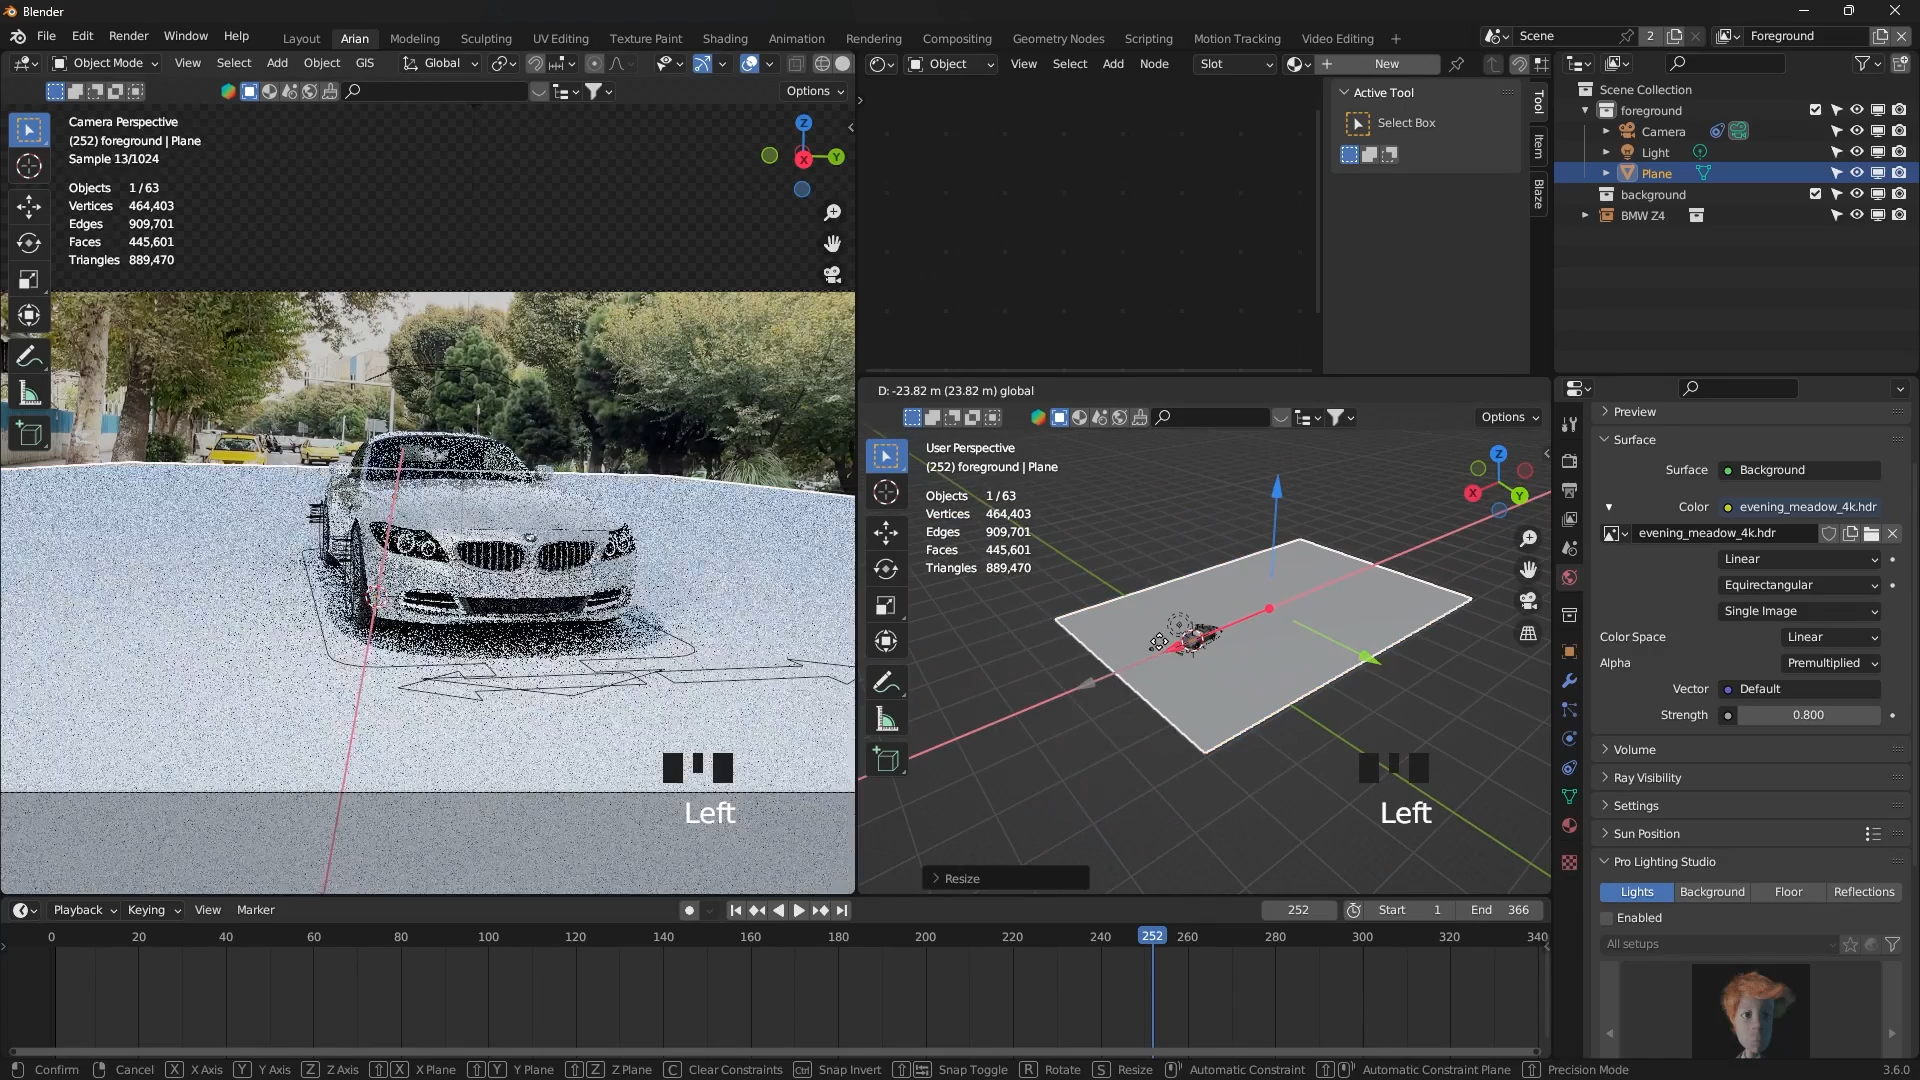 Blender
File Edit Render Window Help
Layout Arian Modeling Sculpting UV Editing Texture Paint Shading Animation Rendering Compositing Geometry Nodes Scripting Motion Tracking Video Editing +
Scene 2
Foreground
Object Mode View Select Add Object GIS Global
Options
Camera Perspective
(252) foreground | Plane
Sample 13/1024
Objects 1/63
Vertices 464,403
Edges 909,701
Faces 445,601
Triangles 889,470
Z
X
Y
Left
Object View Select Add Node Slot New
Active Tool
Select Box
Tool
Item
Blaze
D: -23.82 m (23.82 m) global
Options
User Perspective
(252) foreground | Plane
Objects 1/63
Vertices 464,403
Edges 909,701
Faces 445,601
Triangles 889,470
Z
X
Y
Left
Resize
Scene Collection
foreground
Camera
Light
Plane
background
BMW Z4
Preview
Surface
Surface Background
Color evening_meadow_4k.hdr
evening_meadow_4k.hdr
Linear
Equirectangular
Single Image
Color Space Linear
Alpha Premultiplied
Vector Default
Strength 0.800
Volume
Ray Visibility
Settings
Sun Position
Pro Lighting Studio
Lights Background Floor Reflections
Enabled
All setups
Playback Keying View Marker
252 Start 1 End 366
0 20 40 60 80 100 120 140 160 180 200 220 240 252 260 280 300 320 340
Confirm Cancel X X Axis Y Y Axis Z Z Axis X X Plane Y Y Plane Z Z Plane C Clear Constraints Ctrl Snap Invert Snap Toggle R Rotate S Resize Automatic Constraint Automatic Constraint Plane Precision Mode 3.6.0